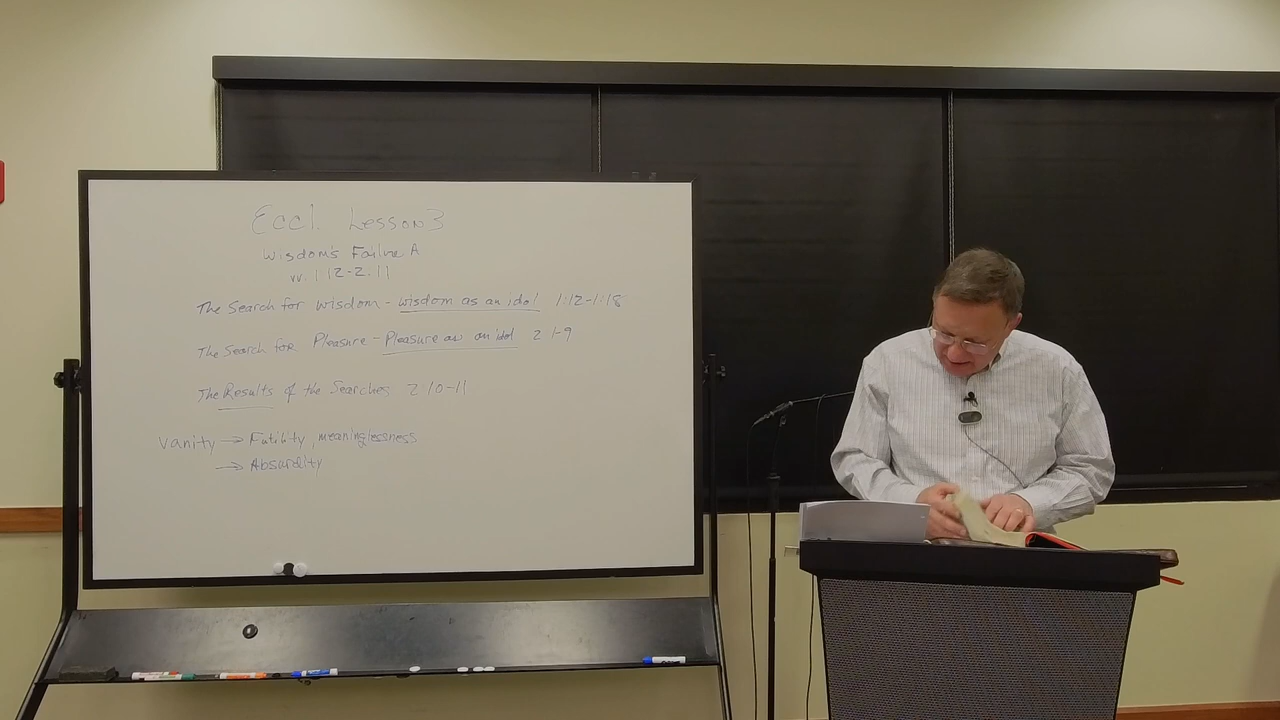 Eccl. Lesson 3
Wisdom's Failure A
vv 1:12-2:11
The Search for wisdom - wisdom as an idol 1:12-1:18
The Search for Pleasure - Pleasure as an idol 2 1-9
The Results of the Searches 2 10-11
Vanity → Futility, meaninglessness
→ Absurdity